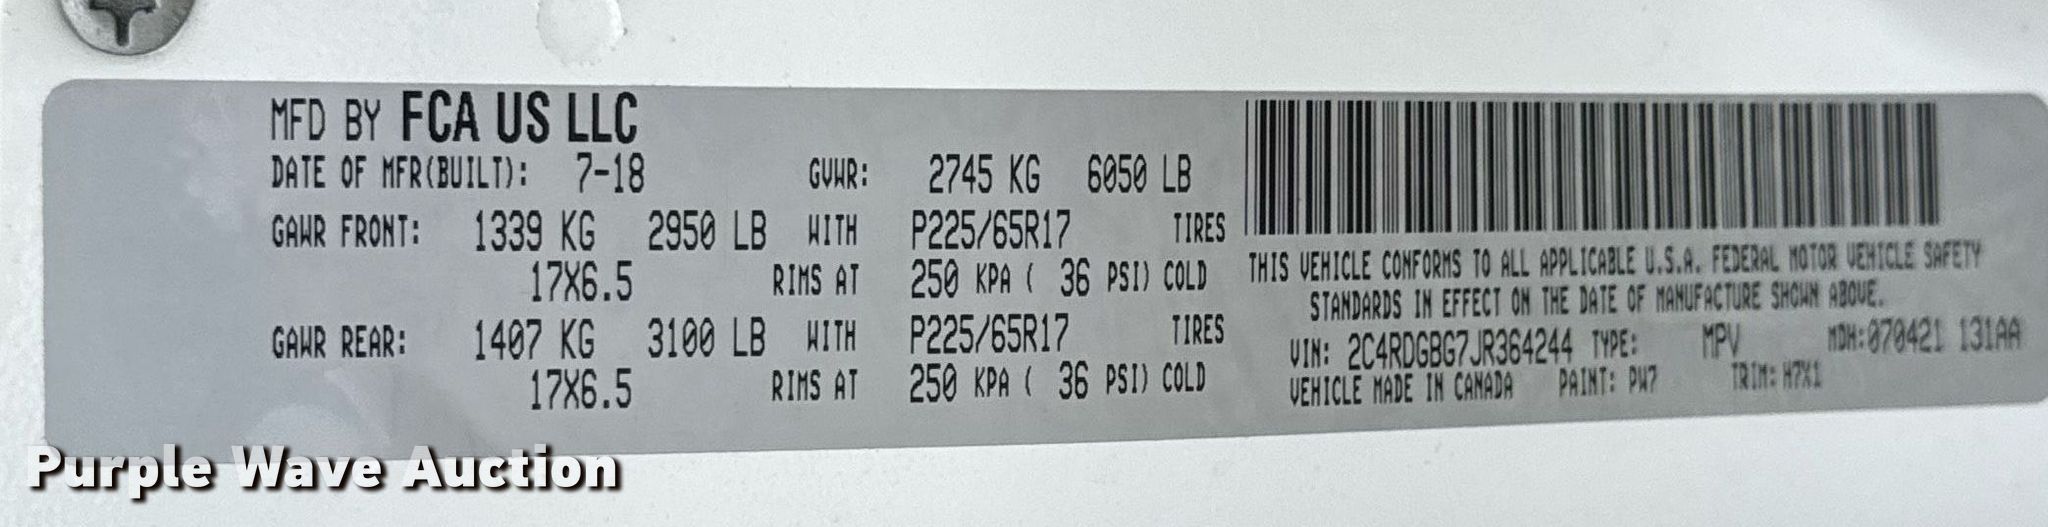 MFD BY FCA US LLC
DATE OF MFR(BUILT): 7-18 GVWR: 2745 KG 6050 LB
GAWR FRONT: 1339 KG 2950 LB WITH P225/65R17 TIRES
17X6.5 RIMS AT 250 KPA ( 36 PSI) COLD
GAWR REAR: 1407 KG 3100 LB WITH P225/65R17 TIRES
17X6.5 RIMS AT 250 KPA ( 36 PSI) COLD
THIS VEHICLE CONFORMS TO ALL APPLICABLE U.S.A. FEDERAL MOTOR VEHICLE SAFETY
STANDARDS IN EFFECT ON THE DATE OF MANUFACTURE SHOWN ABOVE.
VIN: 2C4RDGBG7JR364244 TYPE: MPV MDH:070421 131AA
VEHICLE MADE IN CANADA PAINT: PW7 TRIM: H7X1
Purple Wave Auction